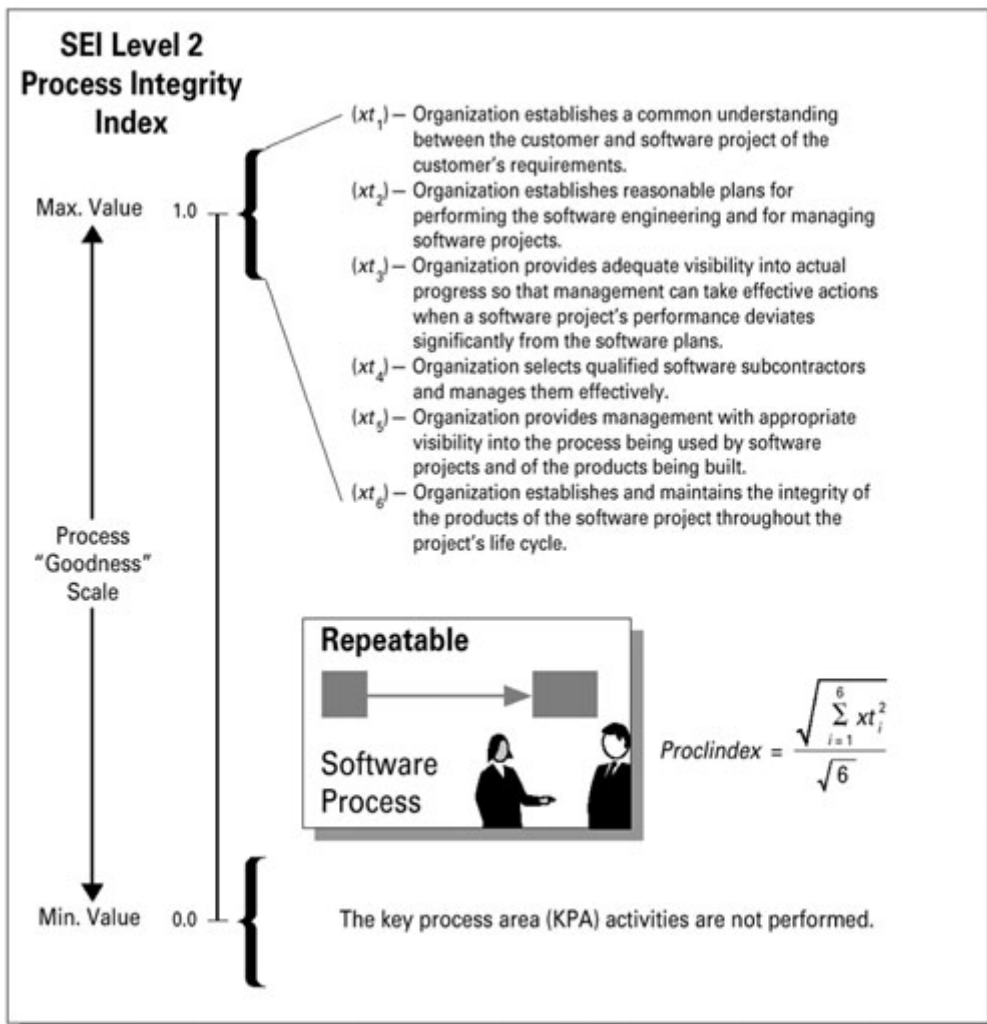 SEI Level 2
Process Integrity
Index
(xt₁) – Organization establishes a common understanding
between the customer and software project of the
customer's requirements.
Max. Value 1.0
(xt₂) – Organization establishes reasonable plans for
performing the software engineering and for managing
software projects.
(xt₃) – Organization provides adequate visibility into actual
progress so that management can take effective actions
when a software project's performance deviates
significantly from the software plans.
(xt₄) – Organization selects qualified software subcontractors
and manages them effectively.
(xt₅) – Organization provides management with appropriate
visibility into the process being used by software
projects and of the products being built.
(xt₆) – Organization establishes and maintains the integrity of
the products of the software project throughout the
project's life cycle.
Process
"Goodness"
Scale
Repeatable
Software
Process
ProcIindex = √(6 Σ i=1 xt²ᵢ) / √6
Min. Value 0.0
The key process area (KPA) activities are not performed.